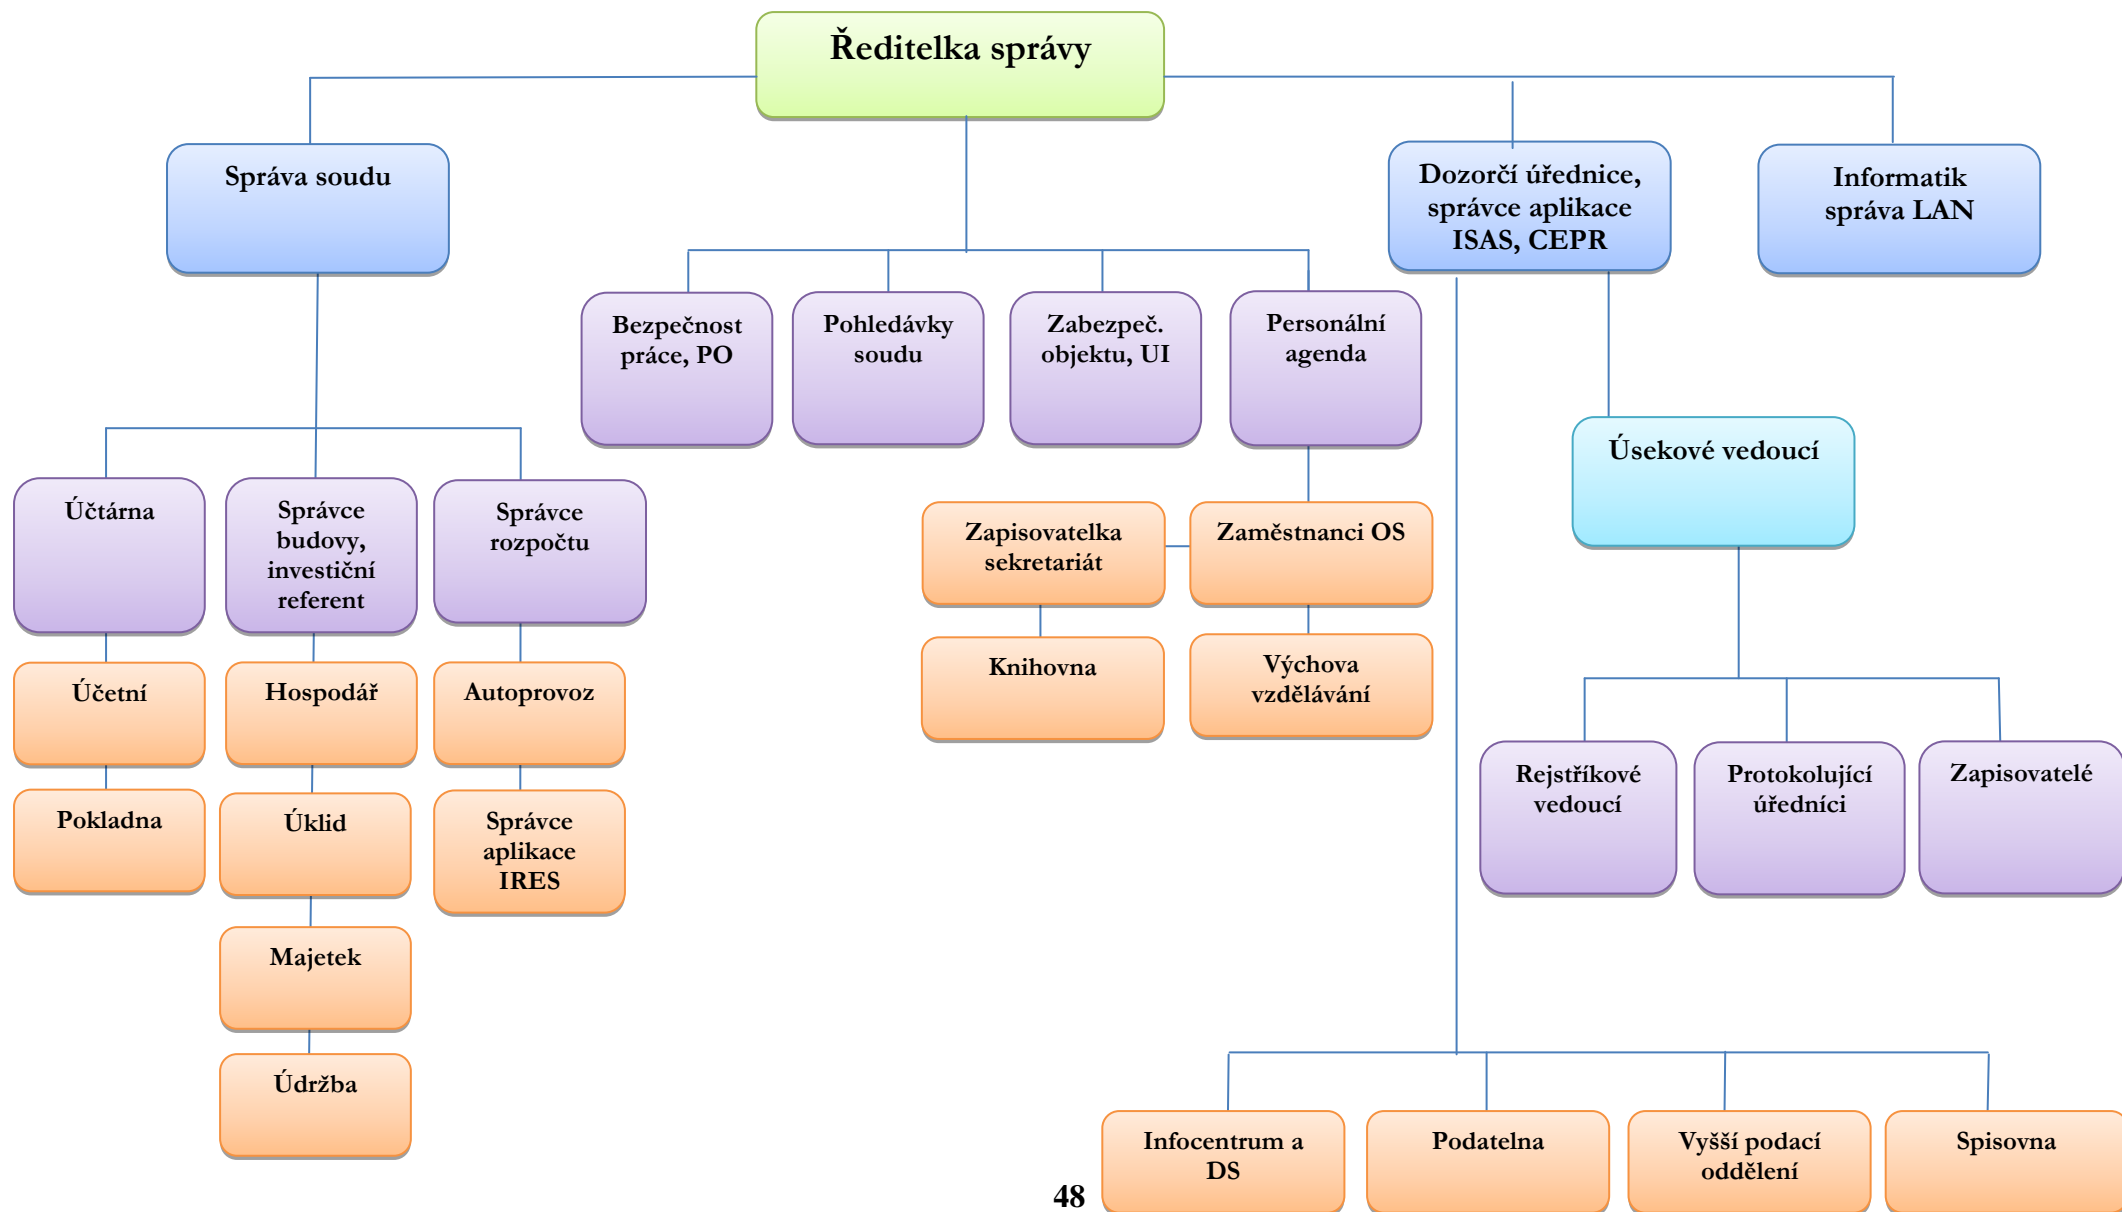 Ředitelka správy
Správa soudu
Dozorčí úřednice,
správce aplikace
ISAS, CEPR
Informatik
správa LAN
Bezpečnost
práce, PO
Pohledávky
soudu
Zabezpeč.
objektu, UI
Personální
agenda
Úsekové vedoucí
Účtárna
Správce
budovy,
investiční
referent
Správce
rozpočtu
Zapisovatelka
sekretariát
Zaměstnanci OS
Účetní
Hospodář
Autoprovoz
Knihovna
Výchova
vzdělávání
Rejstříkové
vedoucí
Protokolující
úředníci
Zapisovatelé
Pokladna
Úklid
Správce
aplikace
IRES
Majetek
Údržba
Infocentrum a
DS
Podatelna
Vyšší podací
oddělení
Spisovna
48